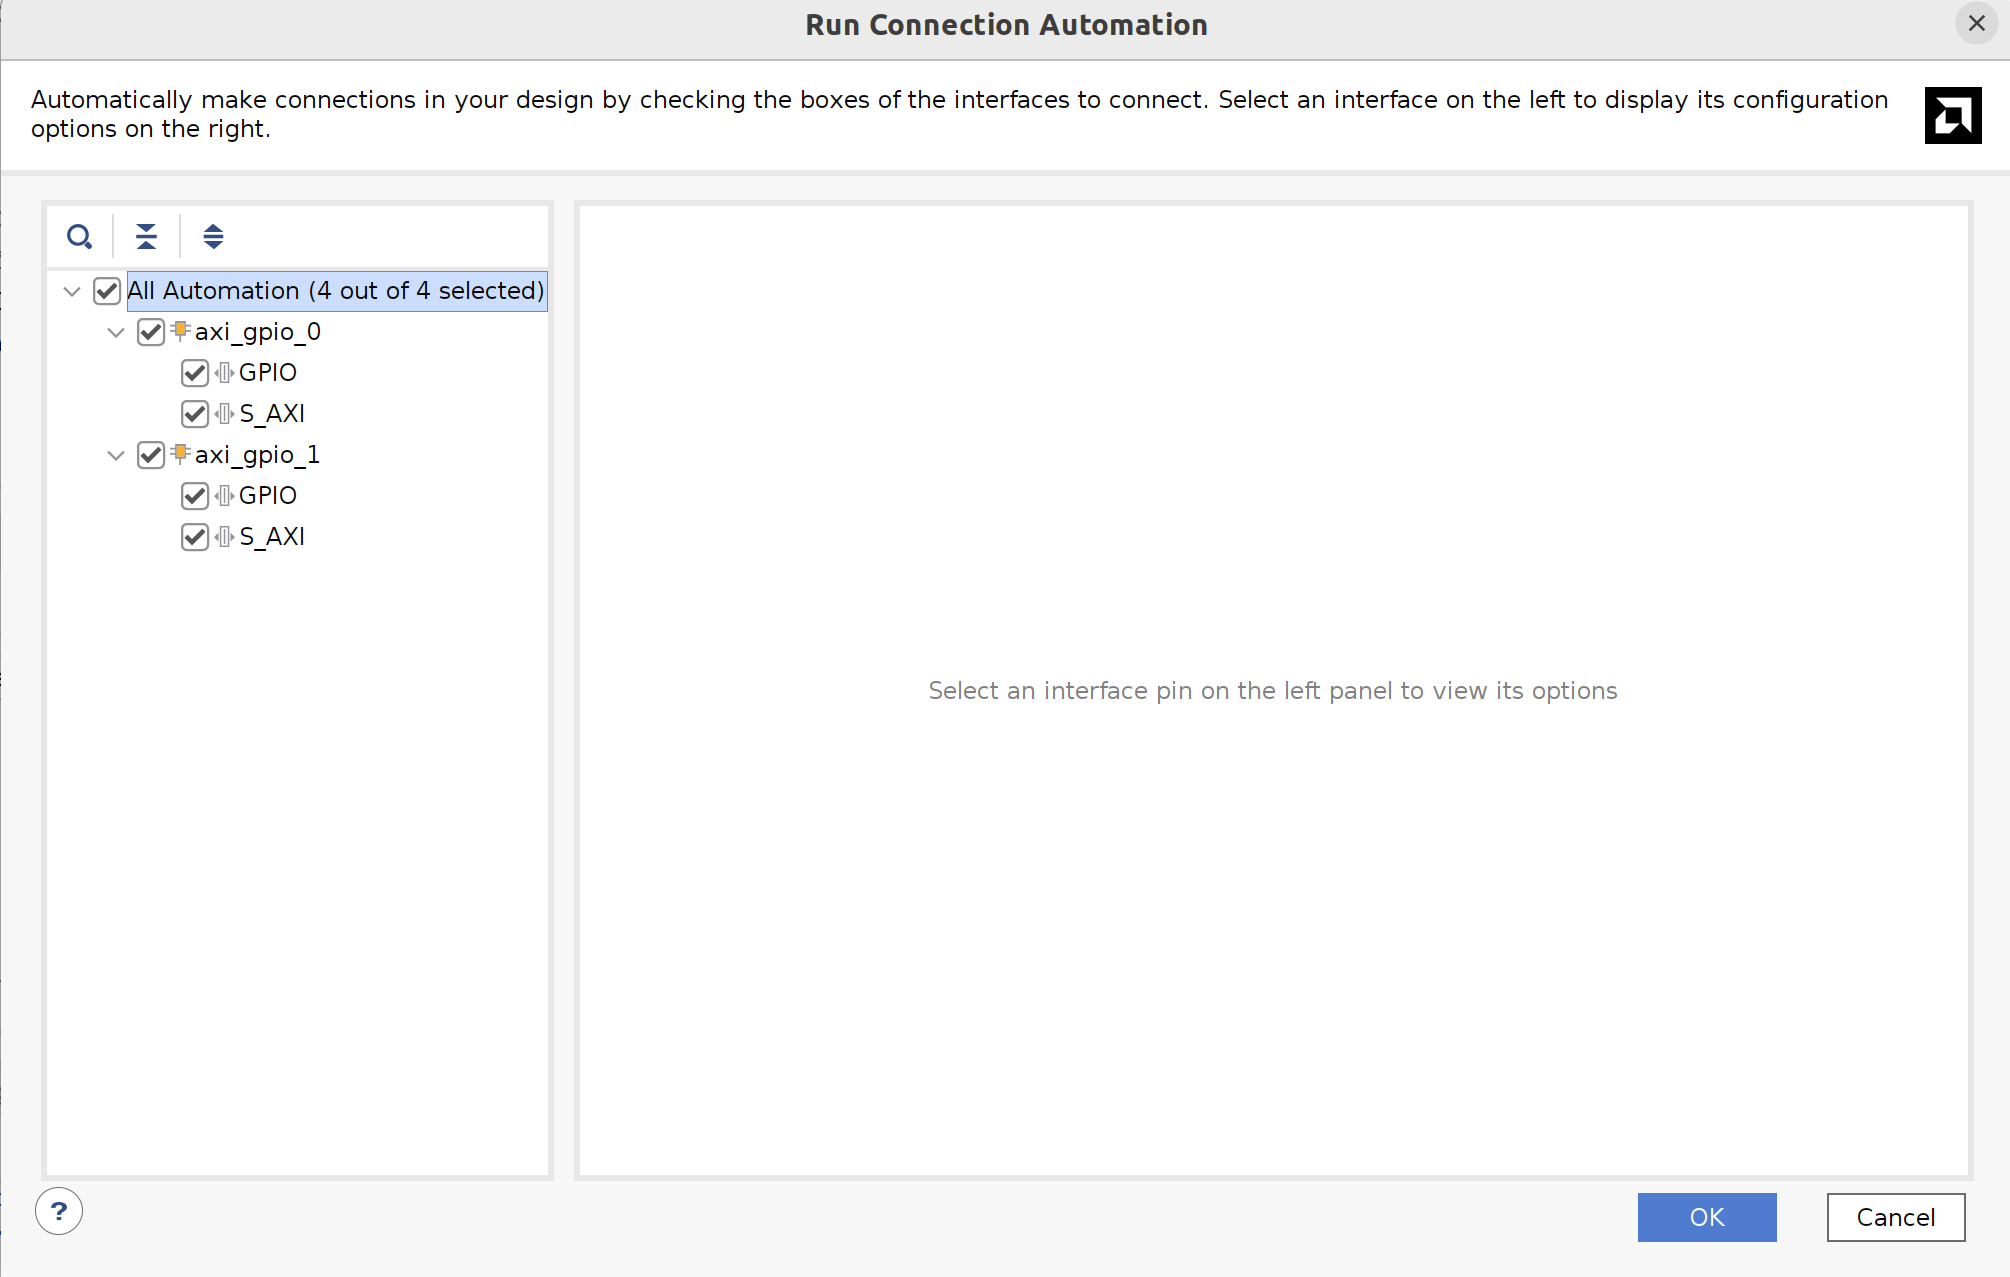 Run Connection Automation
Automatically make connections in your design by checking the boxes of the interfaces to connect. Select an interface on the left to display its configuration
options on the right.
All Automation (4 out of 4 selected)
axi_gpio_0
GPIO
S_AXI
axi_gpio_1
GPIO
S_AXI
Select an interface pin on the left panel to view its options
?
OK
Cancel